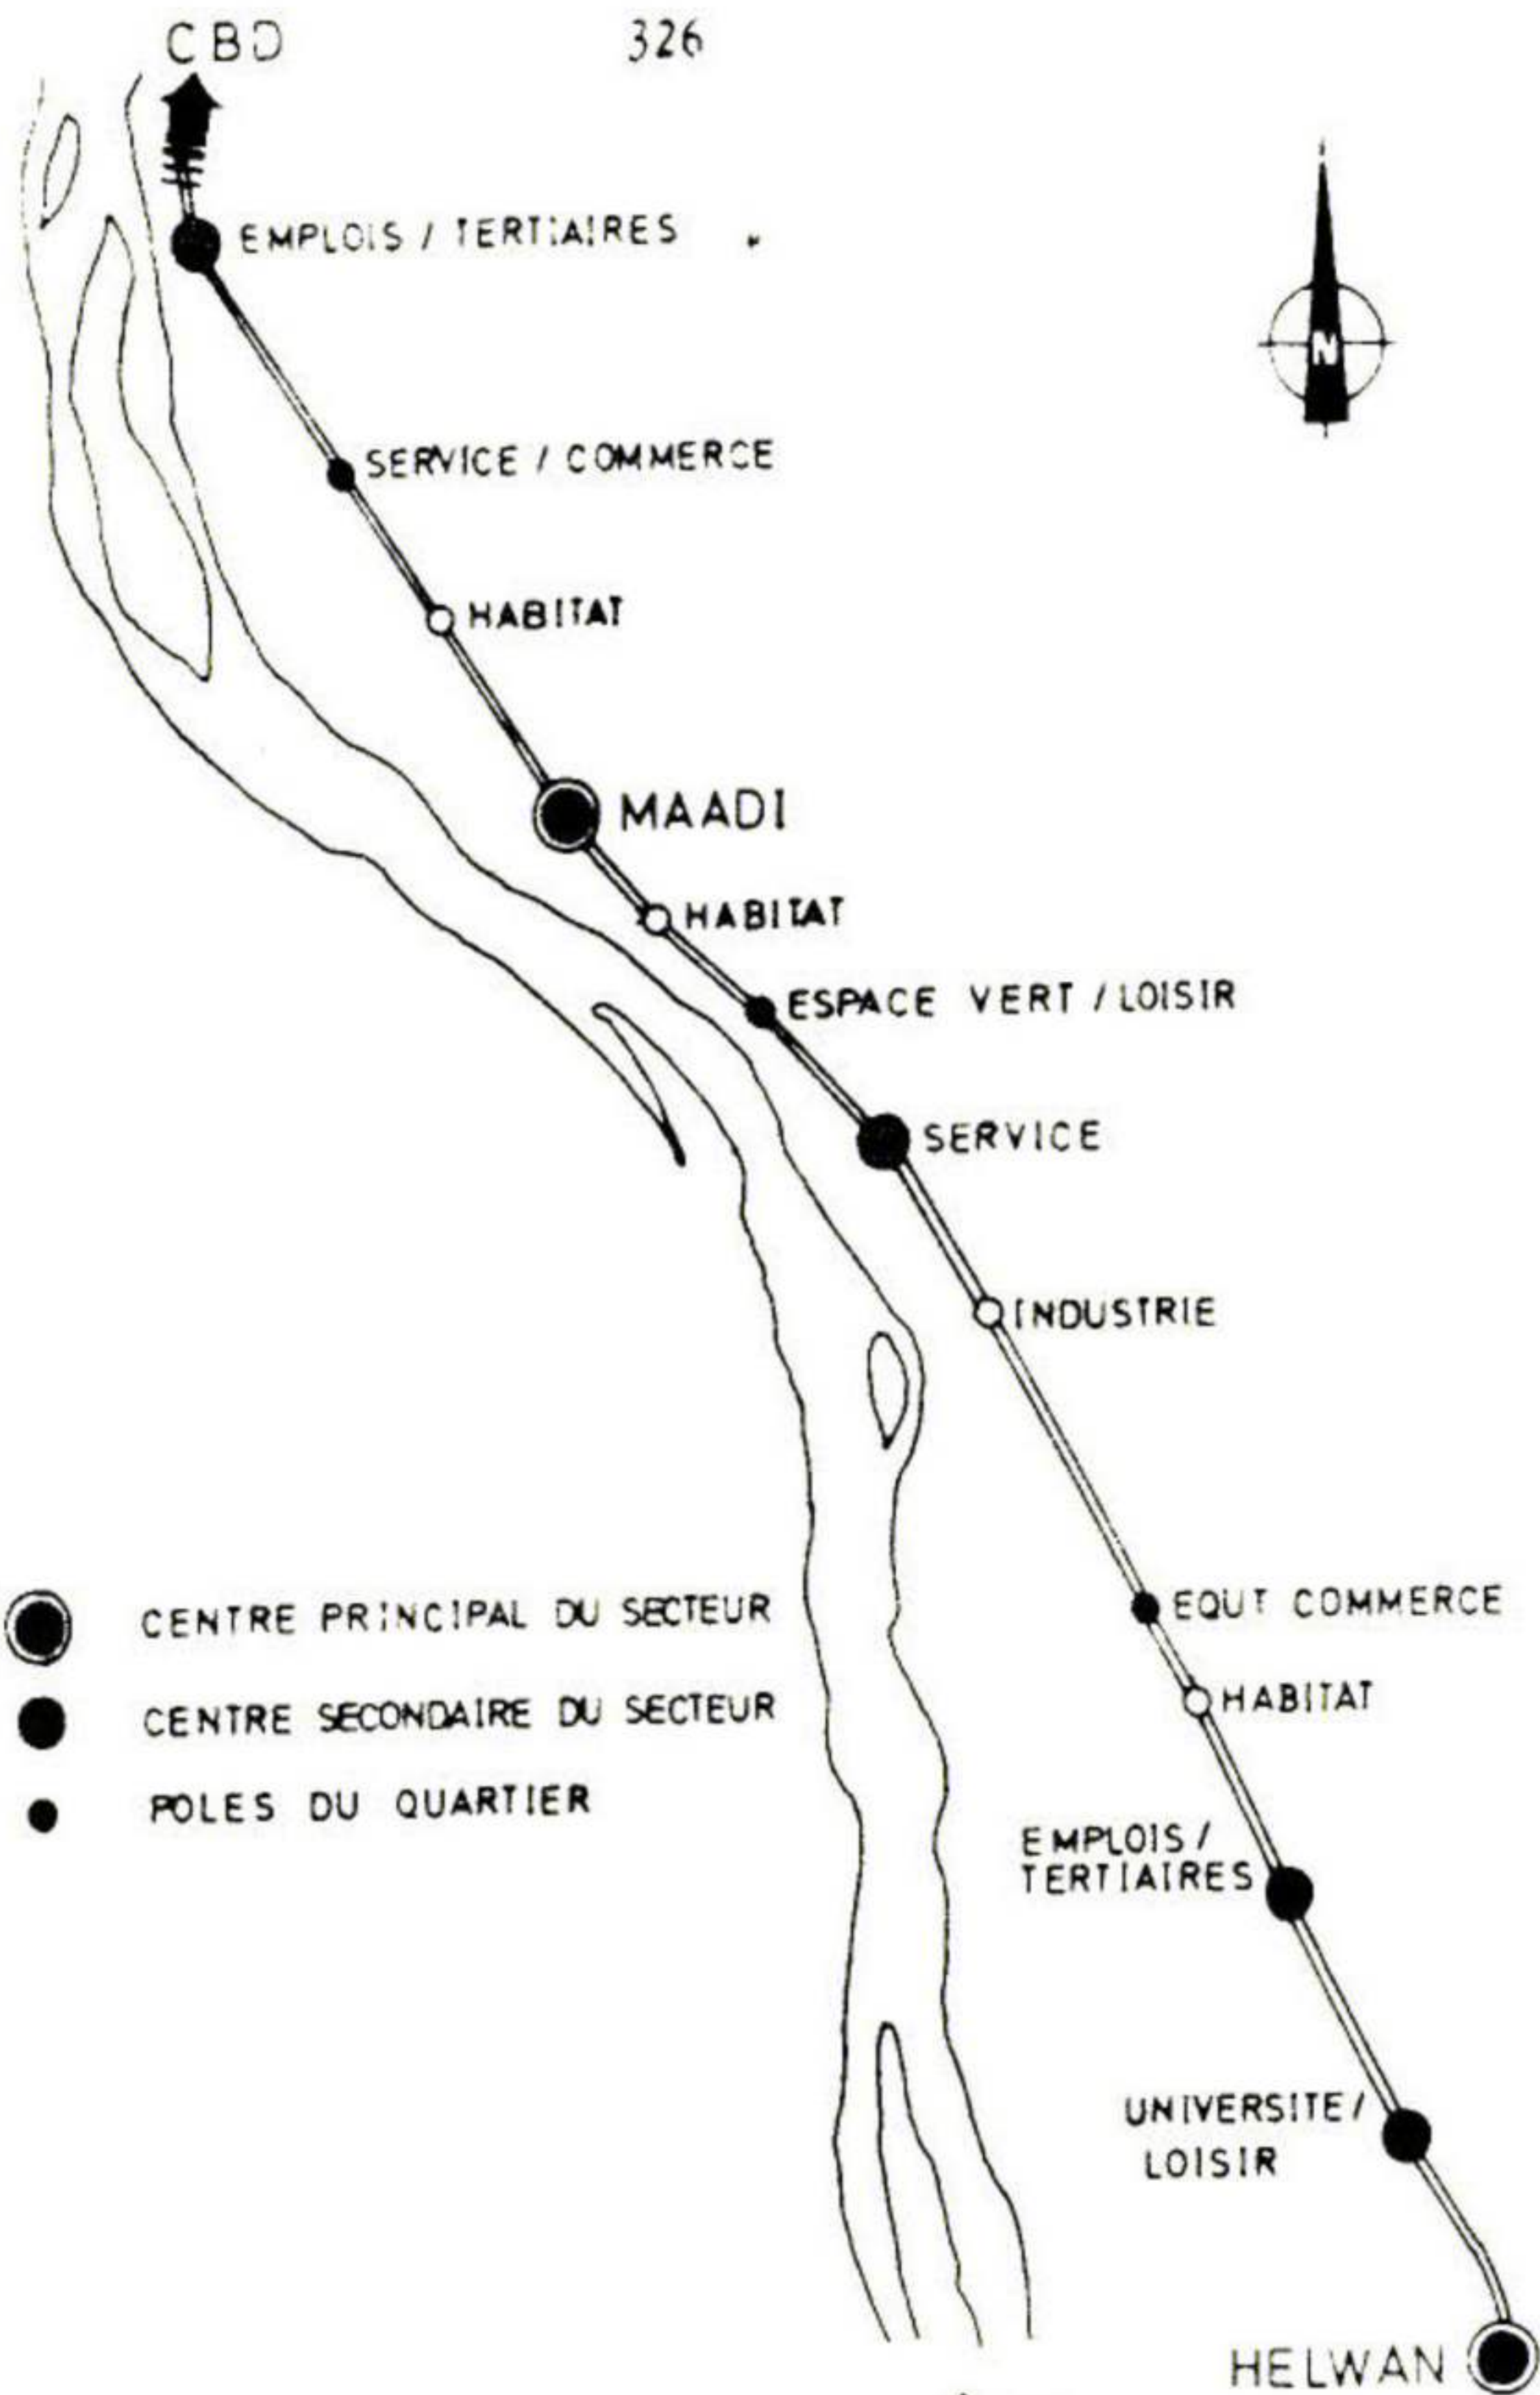 CBD
326
EMPLOIS / TERTIAIRES
N
SERVICE / COMMERCE
HABITAT
MAADI
HABITAT
ESPACE VERT / LOISIR
SERVICE
INDUSTRIE
EQUT COMMERCE
CENTRE PRINCIPAL DU SECTEUR
HABITAT
CENTRE SECONDAIRE DU SECTEUR
POLES DU QUARTIER
EMPLOIS /
TERTIAIRES
UNIVERSITE /
LOISIR
HELWAN